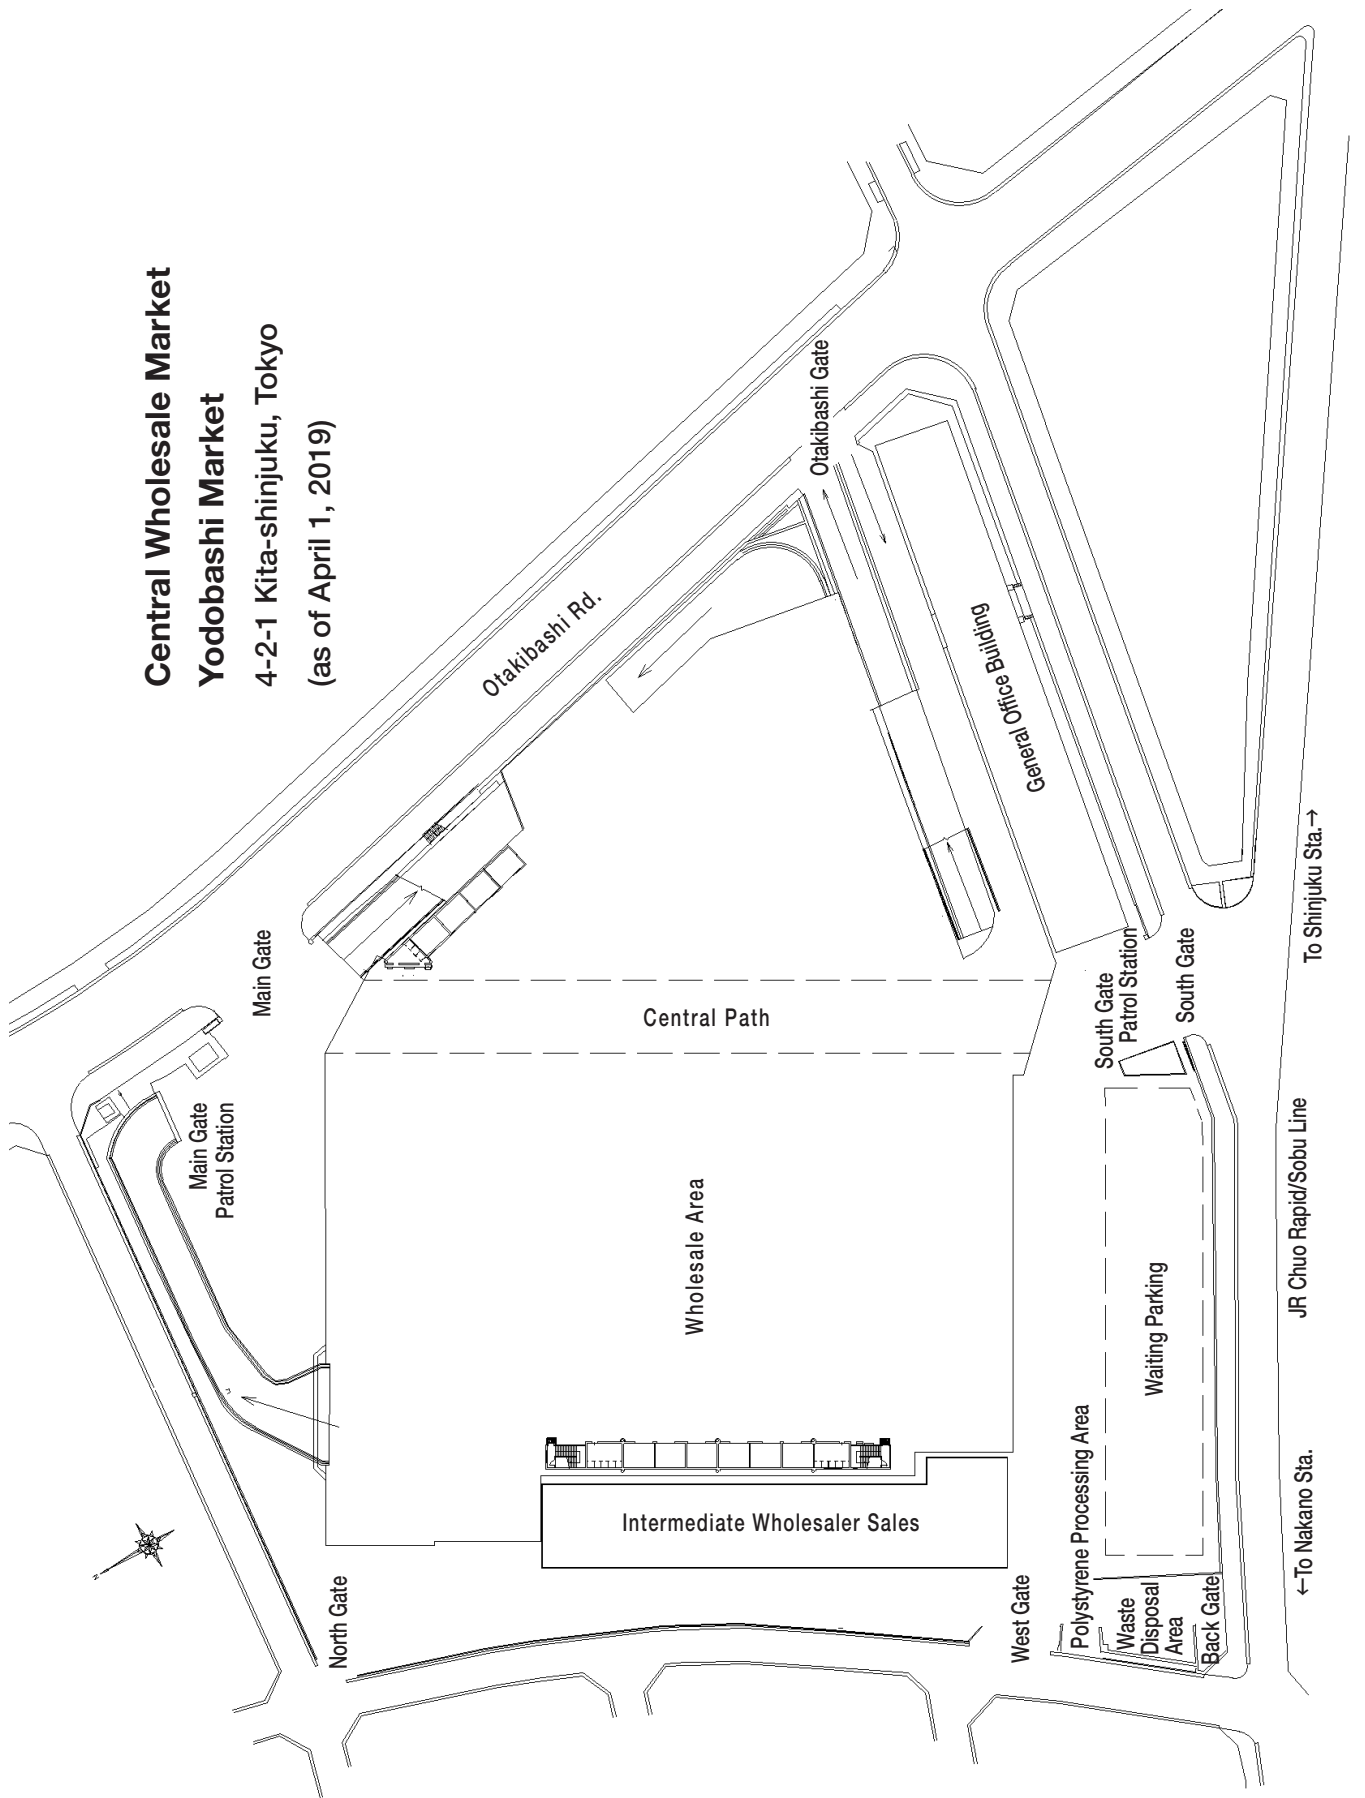 Central Wholesale Market
Yodobashi Market
4-2-1 Kita-shinjuku, Tokyo
(as of April 1, 2019)
Otakibashi Rd.
Otakibashi Gate
General Office Building
Main Gate
Main Gate
Patrol Station
Central Path
South Gate
Patrol Station
South Gate
Wholesale Area
Intermediate Wholesaler Sales
Waiting Parking
Polystyrene Processing Area
Waste
Disposal
Area
Back Gate
North Gate
West Gate
←To Nakano Sta.
JR Chuo Rapid/Sobu Line
To Shinjuku Sta.→
N